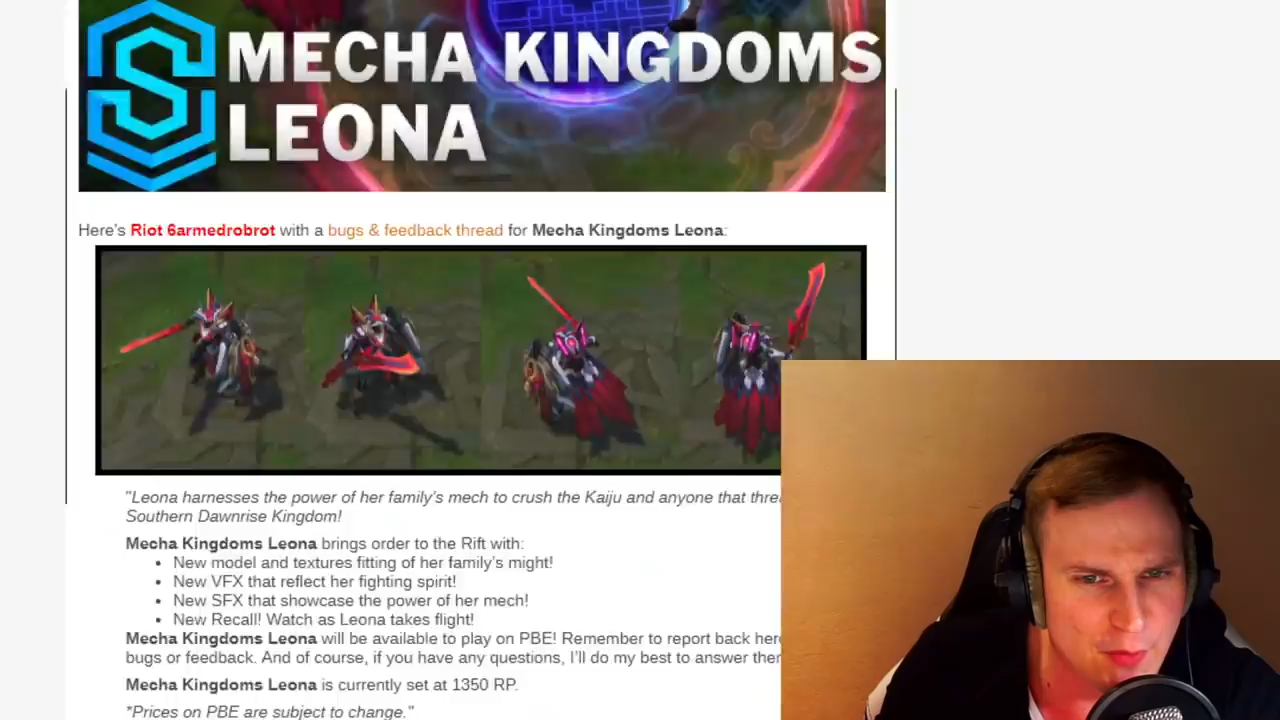 MECHA KINGDOMS
LEONA
Here's Riot 6armedrobrot with a bugs & feedback thread for Mecha Kingdoms Leona:
"Leona harnesses the power of her family's mech to crush the Kaiju and anyone that
Southern Dawnrise Kingdom!
Mecha Kingdoms Leona brings order to the Rift with:
• New model and textures fitting of her family's might!
• New VFX that reflect her fighting spirit!
• New SFX that showcase the power of her mech!
• New Recall! Watch as Leona takes flight!
Mecha Kingdoms Leona will be available to play on PBE! Remember to report back
bugs or feedback. And of course, if you have any questions, I'll do my best to answer
Mecha Kingdoms Leona is currently set at 1350 RP.
*Prices on PBE are subject to change."